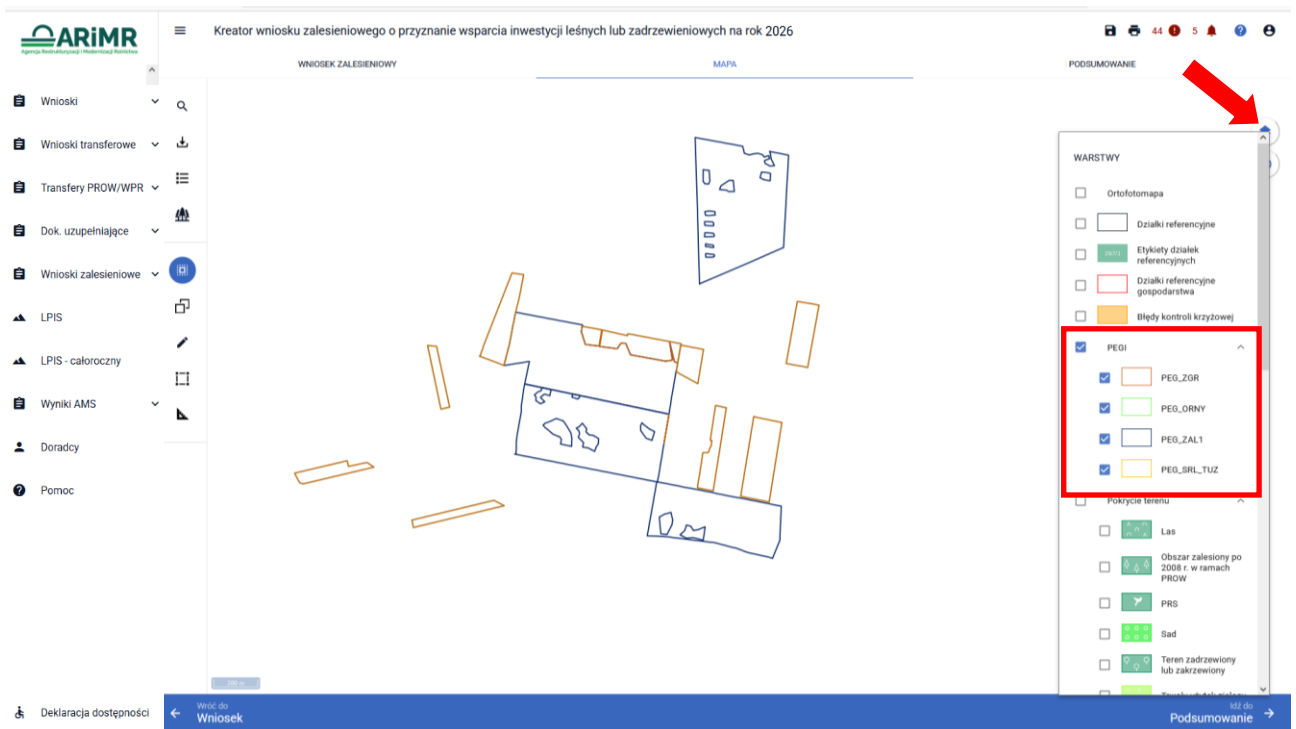 ARiMR
Agencja Restrukturyzacji i Modernizacji Rolnictwa
Kreator wniosku zalesieniowego o przyznanie wsparcia inwestycji leśnych lub zadrzewieniowych na rok 2026
44
5
WNIOSEK ZALESIENIOWY
MAPA
PODSUMOWANIE
Wnioski
Wnioski transferowe
Transfery PROW/WPR
Dok. uzupełniające
Wnioski zalesieniowe
LPIS
LPIS - całoroczny
Wyniki AMS
Doradcy
Pomoc
Deklaracja dostępności
WARSTWY
Ortofotomapa
Działki referencyjne
Etykiety działek
referencyjnych
Działki referencyjne
gospodarstwa
Błędy kontroli krzyżowej
PEGI
PEG_ZGR
PEG_ORNY
PEG_ZAL1
PEG_SRL_TUZ
Pokrycie terenu
Las
Obszar zalesiony po
2008 r. w ramach
PROW
PRS
Sad
Teren zadrzewiony
lub zakrzewiony
Wróć do
Wniosek
Idź do
Podsumowanie